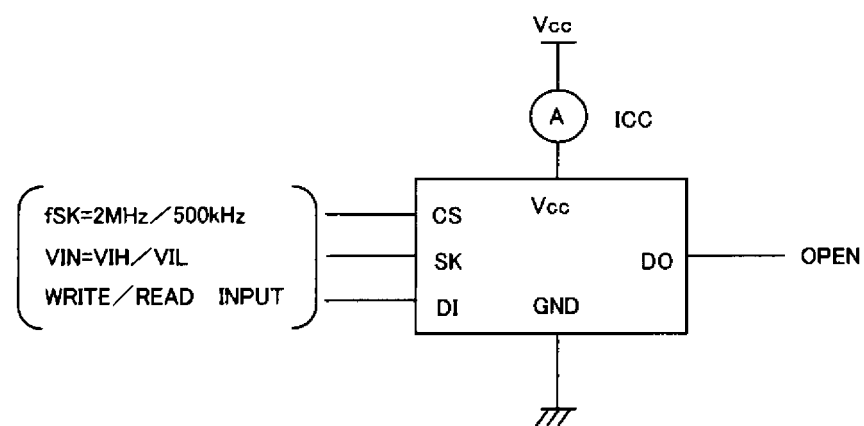 Vcc
A ICC
fSK=2MHz／500kHz
VIN=VIH／VIL
WRITE／READ INPUT
CS
SK
DI
Vcc
GND
DO
OPEN